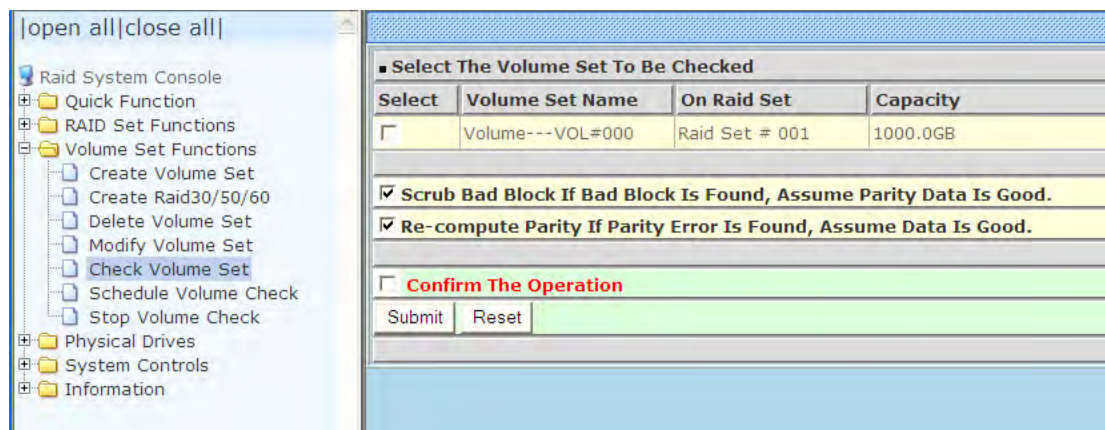 |open all|close all|
Raid System Console
Quick Function
RAID Set Functions
Volume Set Functions
Create Volume Set
Create Raid30/50/60
Delete Volume Set
Modify Volume Set
Check Volume Set
Schedule Volume Check
Stop Volume Check
Physical Drives
System Controls
Information
Select The Volume Set To Be Checked
Select Volume Set Name On Raid Set Capacity
Volume---VOL#000 Raid Set # 001 1000.0GB
Scrub Bad Block If Bad Block Is Found, Assume Parity Data Is Good.
Re-compute Parity If Parity Error Is Found, Assume Data Is Good.
Confirm The Operation
Submit Reset